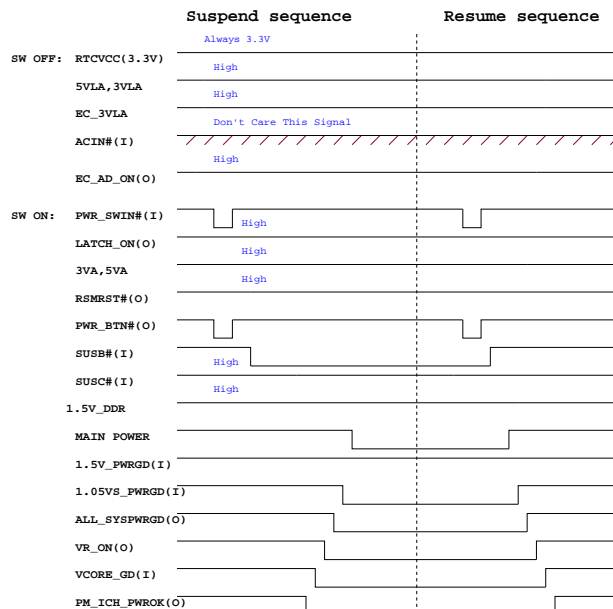 Suspend sequence Resume sequence
Always 3.3V
SW OFF: RTCVCC(3.3V)
High
5VLA,3VLA
High
EC_3VLA
Don't Care This Signal
ACIN#(I)
High
EC_AD_ON(O)
SW ON: PWR_SWIN#(I)
High
LATCH_ON(O)
High
3VA,5VA
High
RSMRST#(O)
PWR_BTN#(O)
SUSB#(I)
High
SUSC#(I)
High
1.5V_DDR
MAIN POWER
1.5V_PWRGD(I)
1.05VS_PWRGD(I)
ALL_SYSPWRGD(O)
VR_ON(O)
VCORE_GD(I)
PM_ICH_PWROK(O)